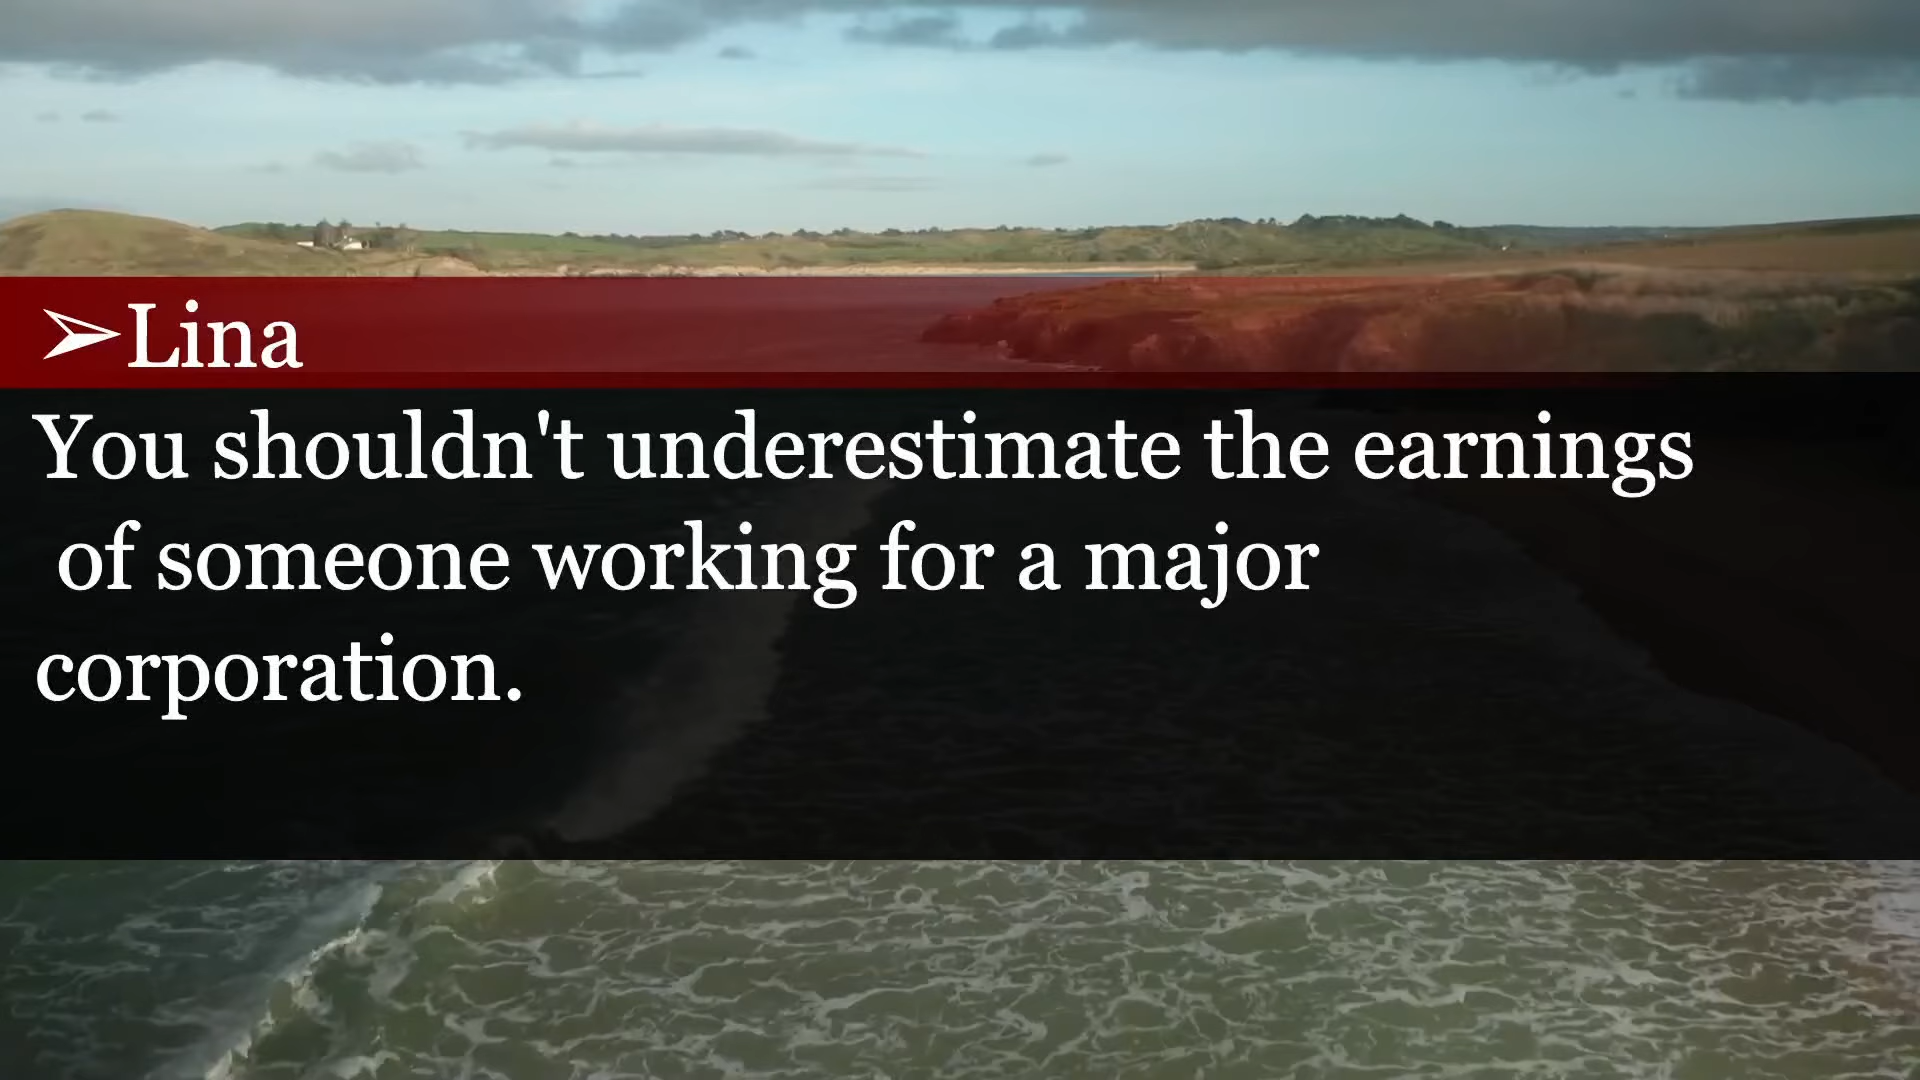 ➢Lina
You shouldn't underestimate the earnings
of someone working for a major
corporation.